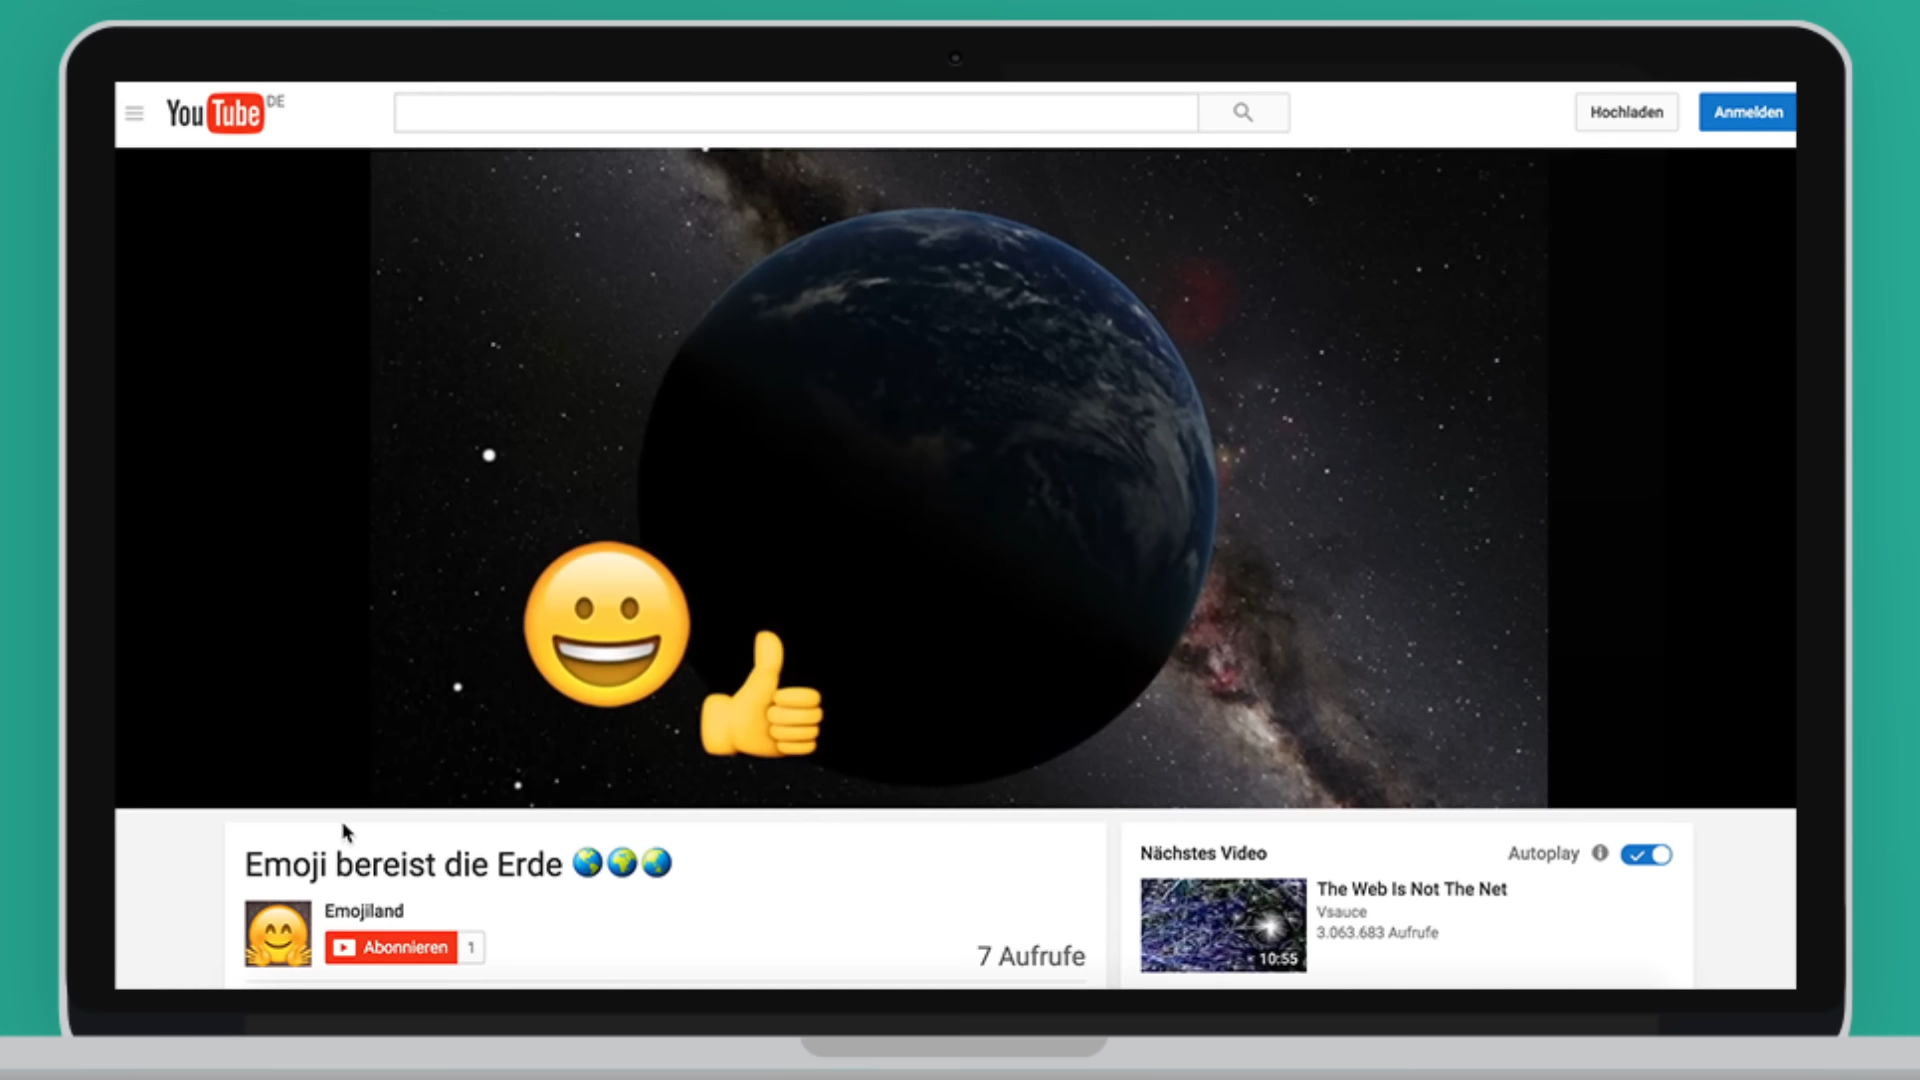 YouTube DE
Hochladen
Anmelden
Emoji bereist die Erde 🌎🌍🌏
Emojiland
Abonnieren 1
7 Aufrufe
Nächstes Video
Autoplay
The Web Is Not The Net
Vsauce
3.063.683 Aufrufe
10:55